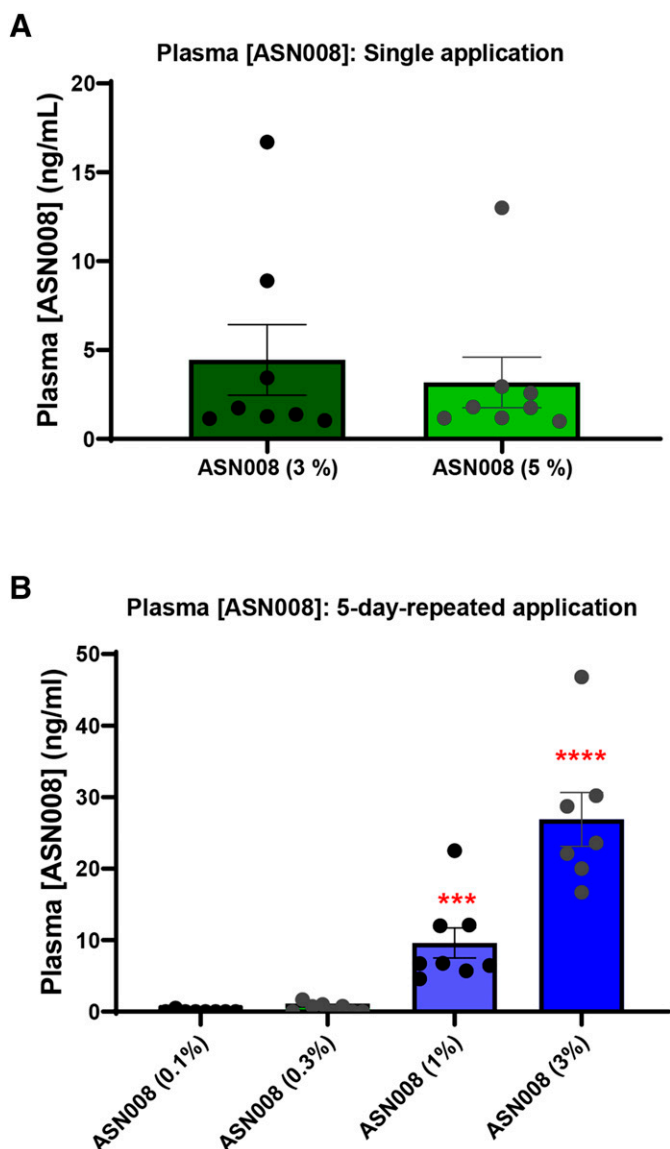 A
Plasma [ASN008]: Single application
Plasma [ASN008] (ng/mL)
20
15
10
5
0
ASN008 (3 %)
ASN008 (5 %)
B
Plasma [ASN008]: 5-day-repeated application
Plasma [ASN008] (ng/ml)
50
40
30
20
10
0
****
***
ASN008 (0.1%)
ASN008 (0.3%)
ASN008 (1%)
ASN008 (3%)